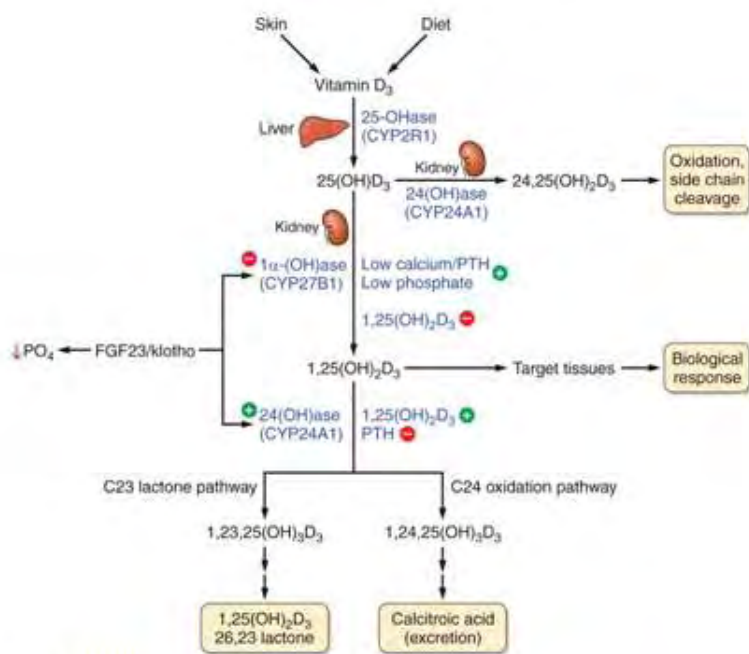 Skin
Diet
Vitamin D₃
Liver
25-OHase
(CYP2R1)
25(OH)D₃
Kidney
24(OH)ase
(CYP24A1)
24,25(OH)₂D₃
Oxidation,
side chain
cleavage
Kidney
1α-(OH)ase
(CYP27B1)
Low calcium/PTH
Low phosphate
1,25(OH)₂D₃
↓PO₄
FGF23/klotho
1,25(OH)₂D₃
Target tissues
Biological
response
24(OH)ase
(CYP24A1)
1,25(OH)₂D₃
PTH
C23 lactone pathway
C24 oxidation pathway
1,23,25(OH)₃D₃
1,24,25(OH)₃D₃
1,25(OH)₂D₃
26,23 lactone
Calcitroic acid
(excretion)